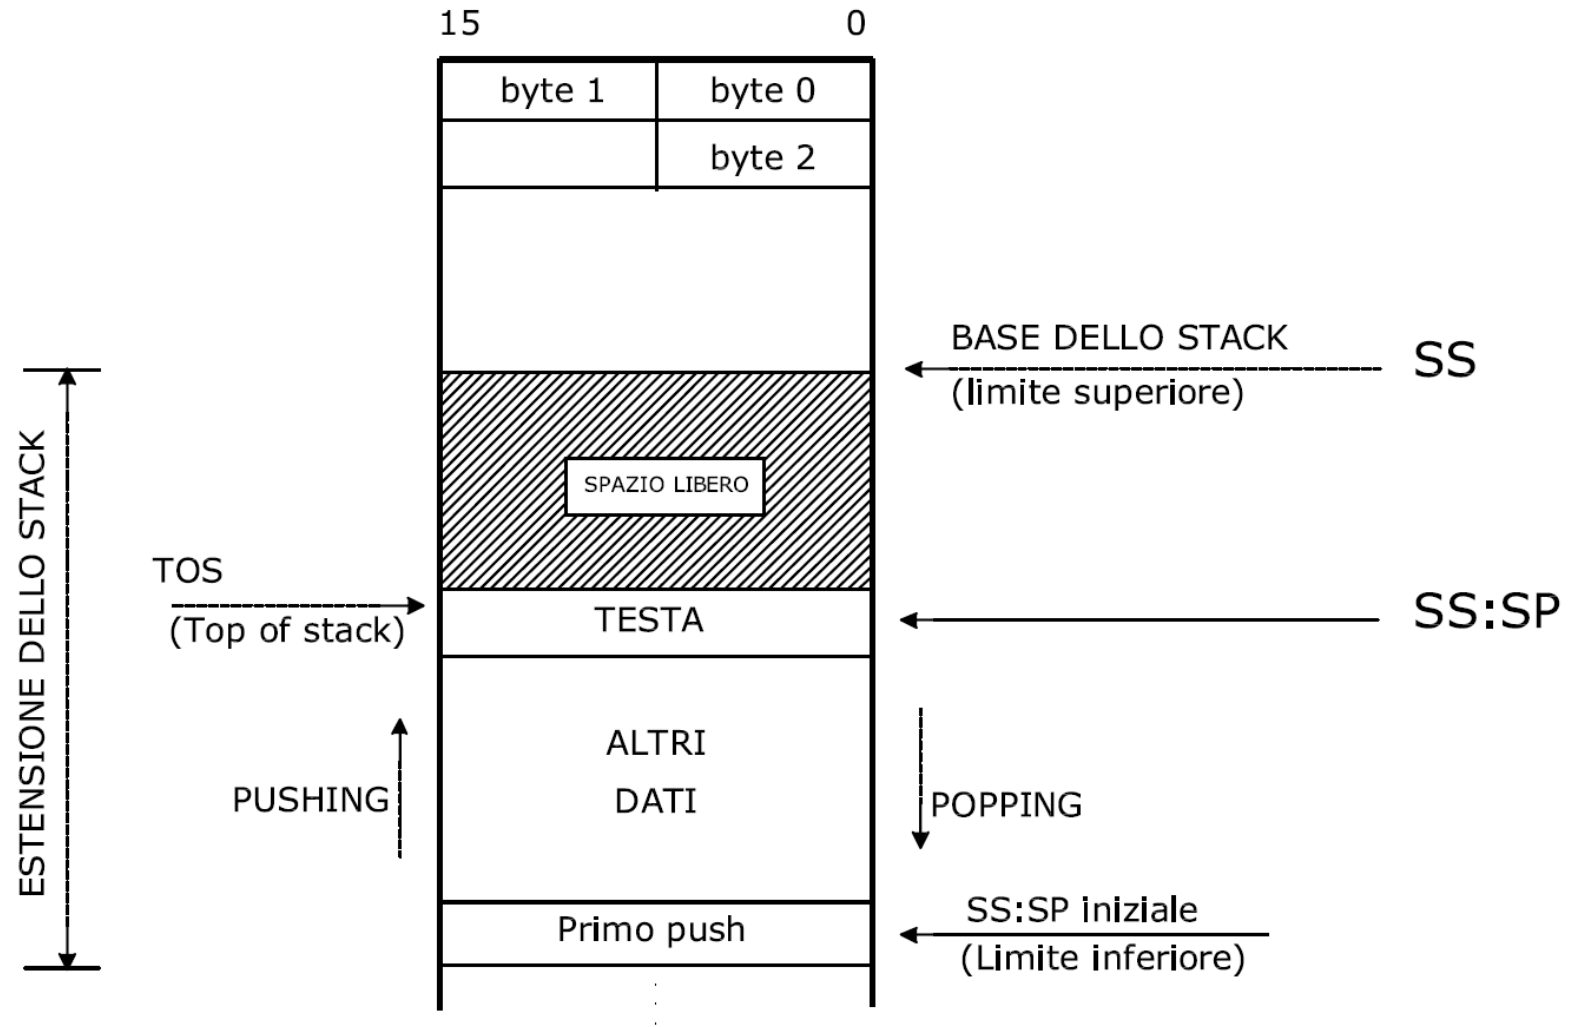 15 0
byte 1 byte 0
byte 2
BASE DELLO STACK
(limite superiore)
SS
SPAZIO LIBERO
ESTENSIONE DELLO STACK
TOS
(Top of stack)
TESTA
SS:SP
ALTRI
DATI
PUSHING
POPPING
Primo push
SS:SP iniziale
(Limite inferiore)